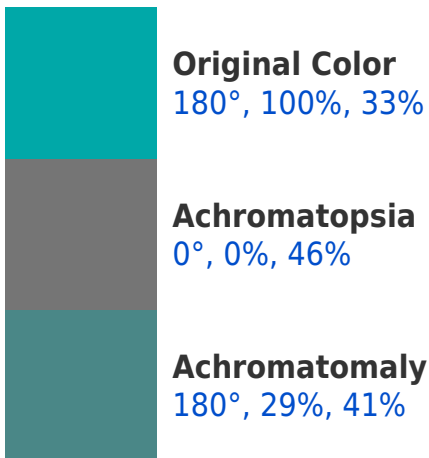 Original Color
180°, 100%, 33%
Achromatopsia
0°, 0%, 46%
Achromatomaly
180°, 29%, 41%